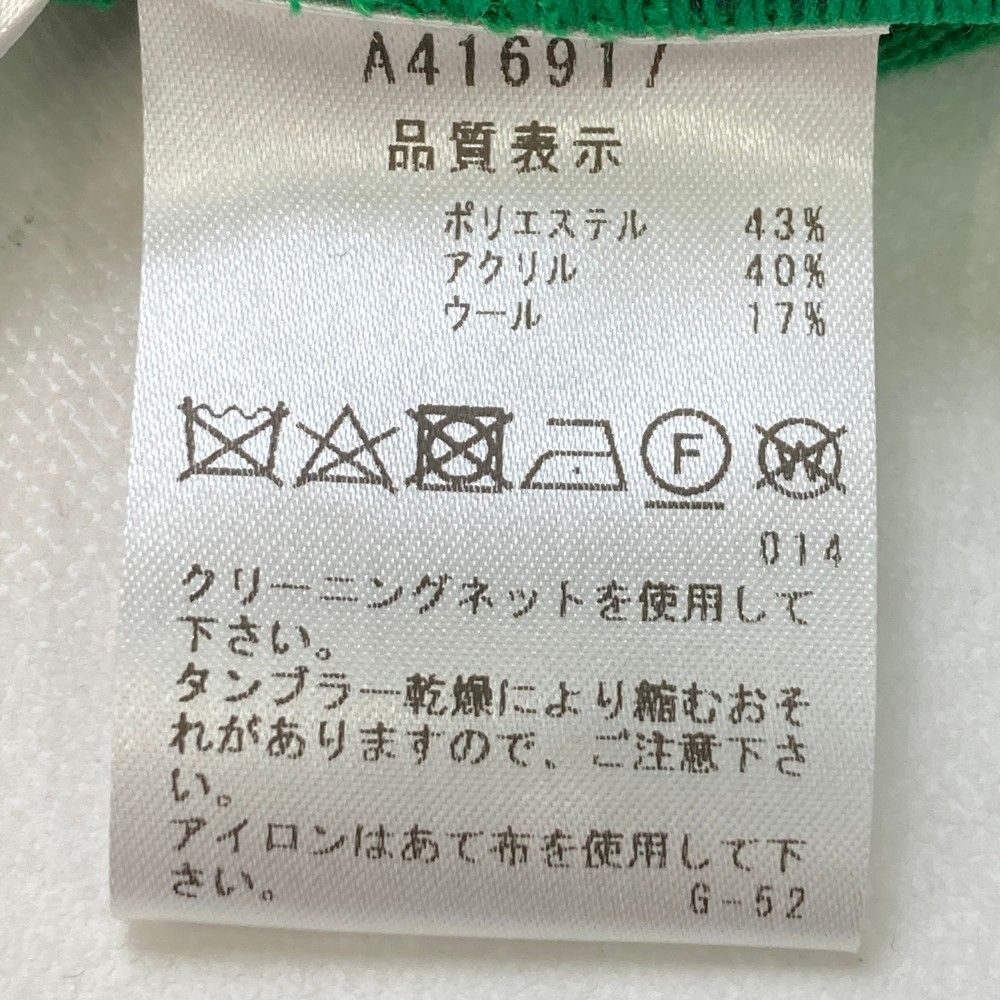 A416917
品質表示
ポリエステル 43%
アクリル 40%
ウール 17%
F W
014
クリーニングネットを使用して
下さい。
タンブラー乾燥により縮むおそ
れがありますので、ご注意下さ
い。
アイロンはあて布を使用して下
さい。
G-52